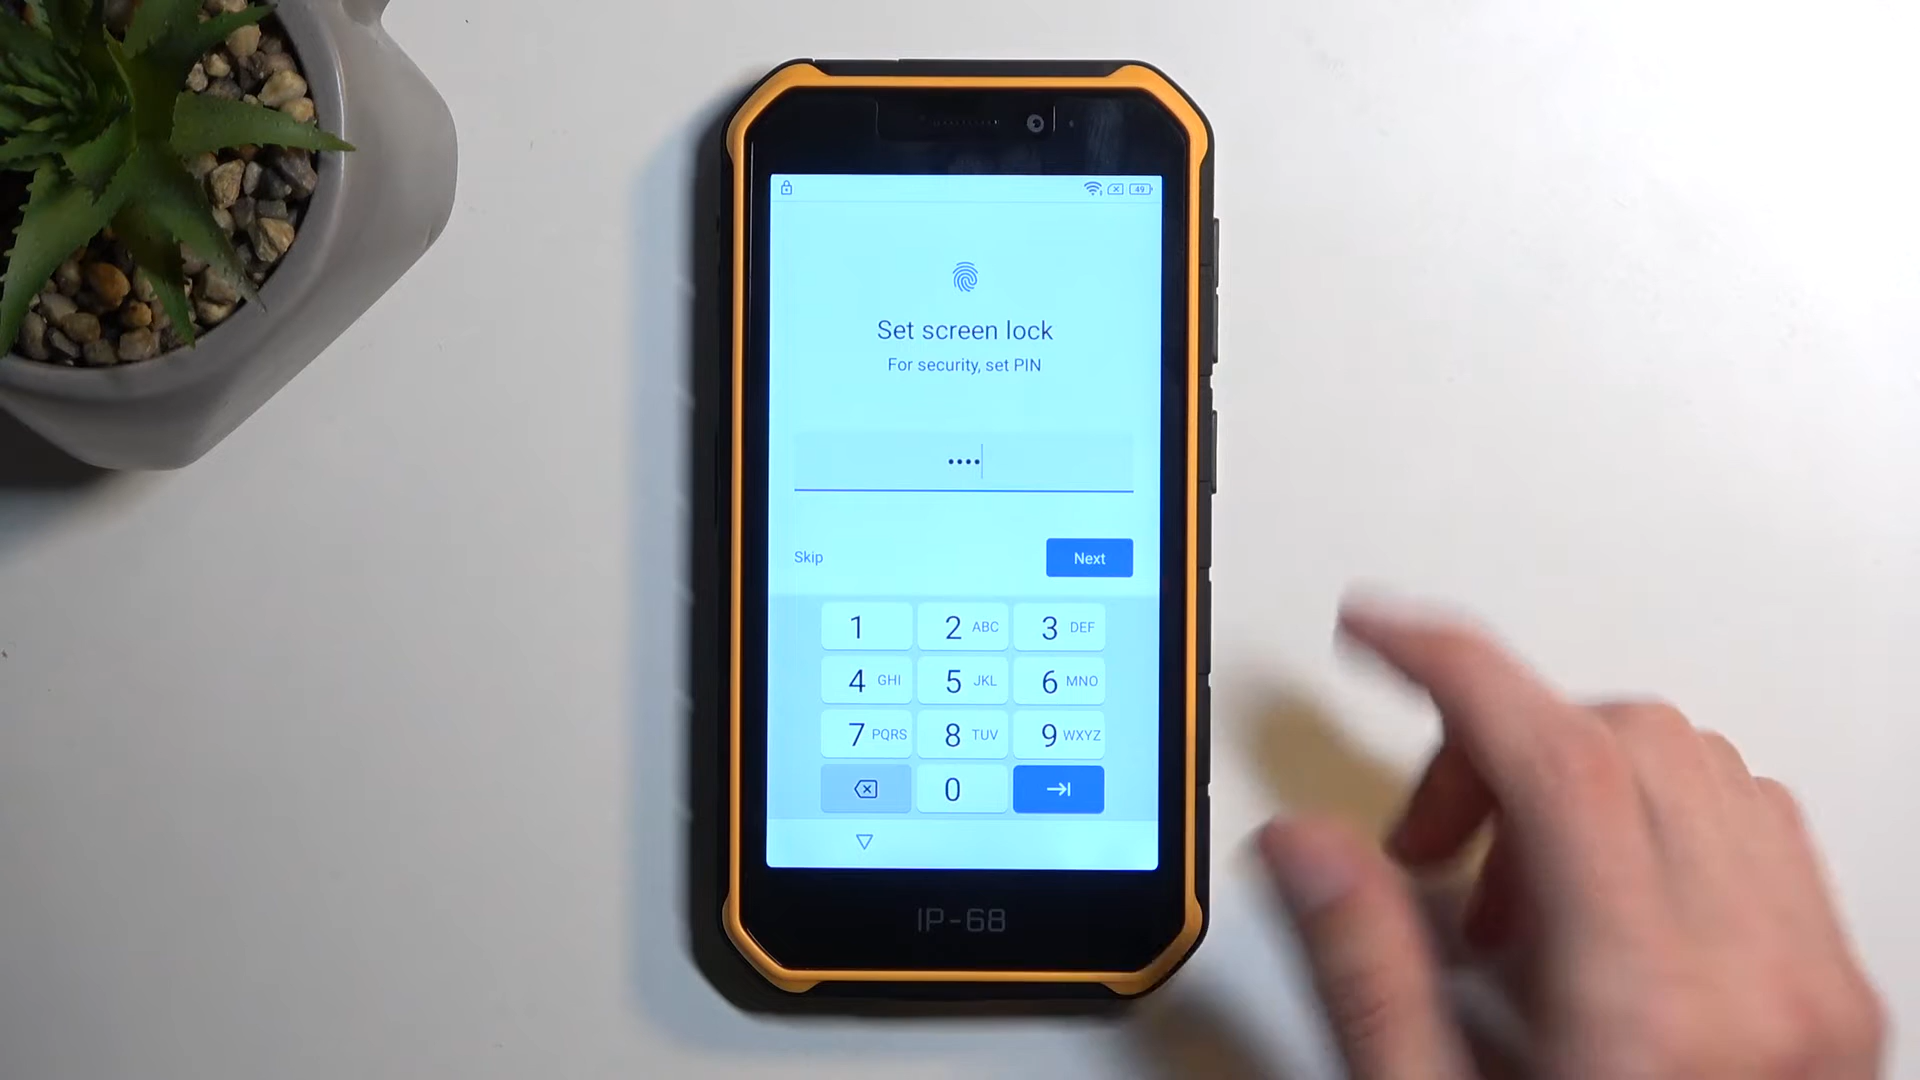 49
Set screen lock
For security, set PIN
••••
Skip
Next
1
2 ABC
3 DEF
4 GHI
5 JKL
6 MNO
7 PQRS
8 TUV
9 WXYZ
0
IP-68